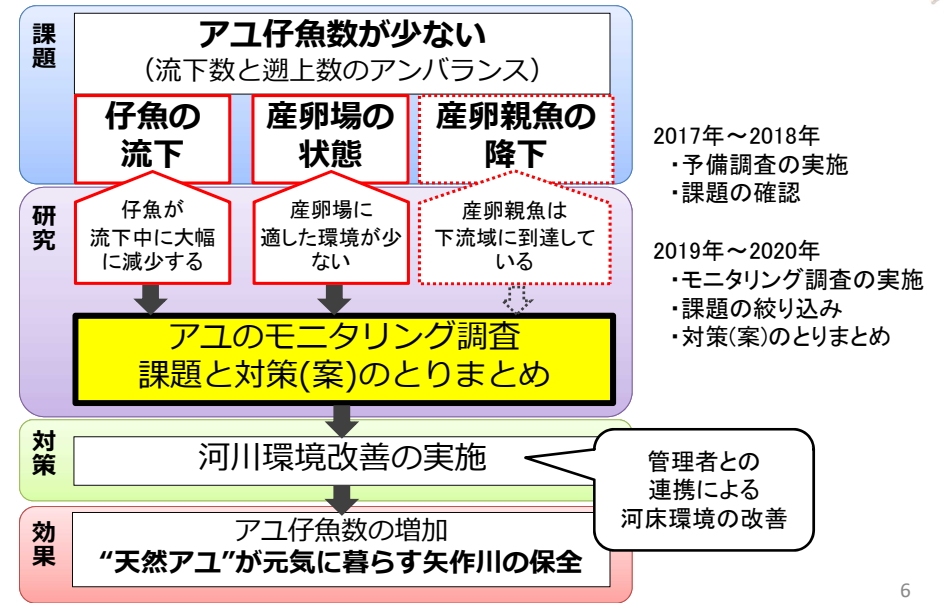 課題
アユ仔魚数が少ない
（流下数と遡上数のアンバランス）
仔魚の
流下
産卵場の
状態
産卵親魚の
降下
研究
仔魚が
流下中に大幅
に減少する
産卵場に
適した環境が少
ない
産卵親魚は
下流域に到達して
いる
アユのモニタリング調査
課題と対策(案)のとりまとめ
対策
河川環境改善の実施
管理者との
連携による
河床環境の改善
効果
アユ仔魚数の増加
“天然アユ”が元気に暮らす矢作川の保全
2017年～2018年
・予備調査の実施
・課題の確認
2019年～2020年
・モニタリング調査の実施
・課題の絞り込み
・対策(案)のとりまとめ
6